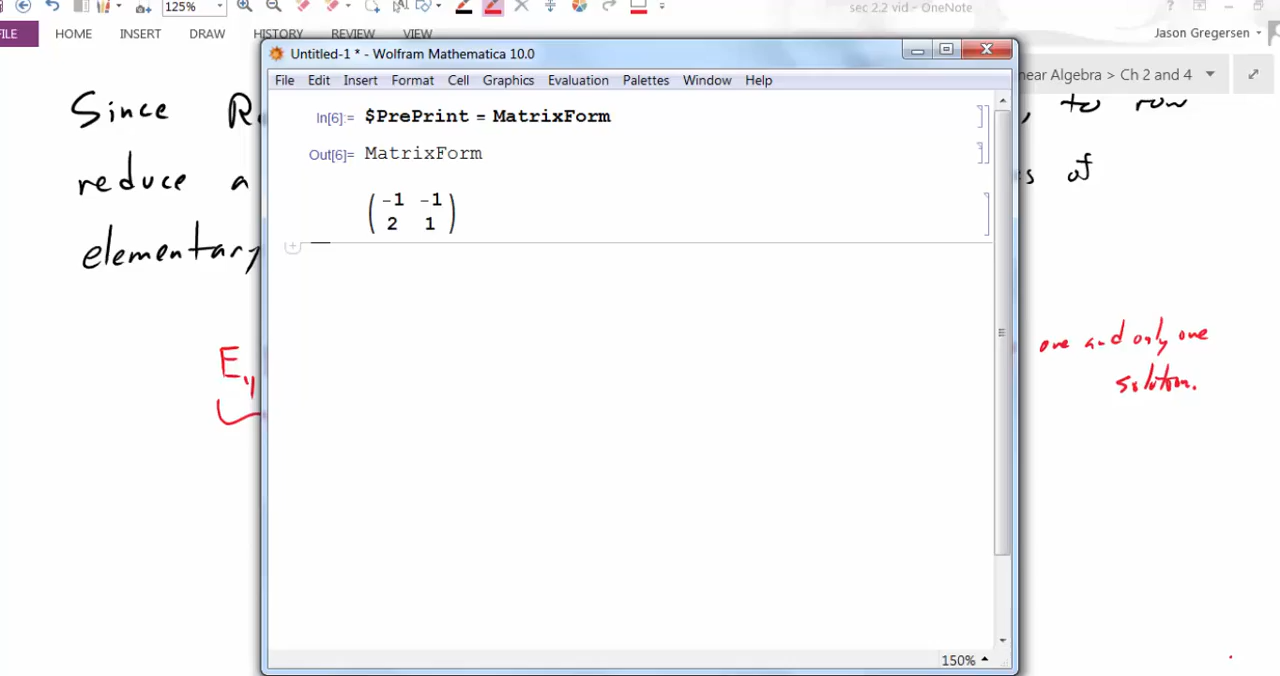 125%
sec 2.2 vid - OneNote
FILE HOME INSERT DRAW HISTORY REVIEW VIEW
Jason Gregersen
Untitled-1 * - Wolfram Mathematica 10.0
File Edit Insert Format Cell Graphics Evaluation Palettes Window Help
near Algebra > Ch 2 and 4
Since
to row
In[6]:= $PrePrint = MatrixForm
Out[6]= MatrixForm
reduce a
of
-1 -1
2 1
elementary
one and only one
solution.
E
150%